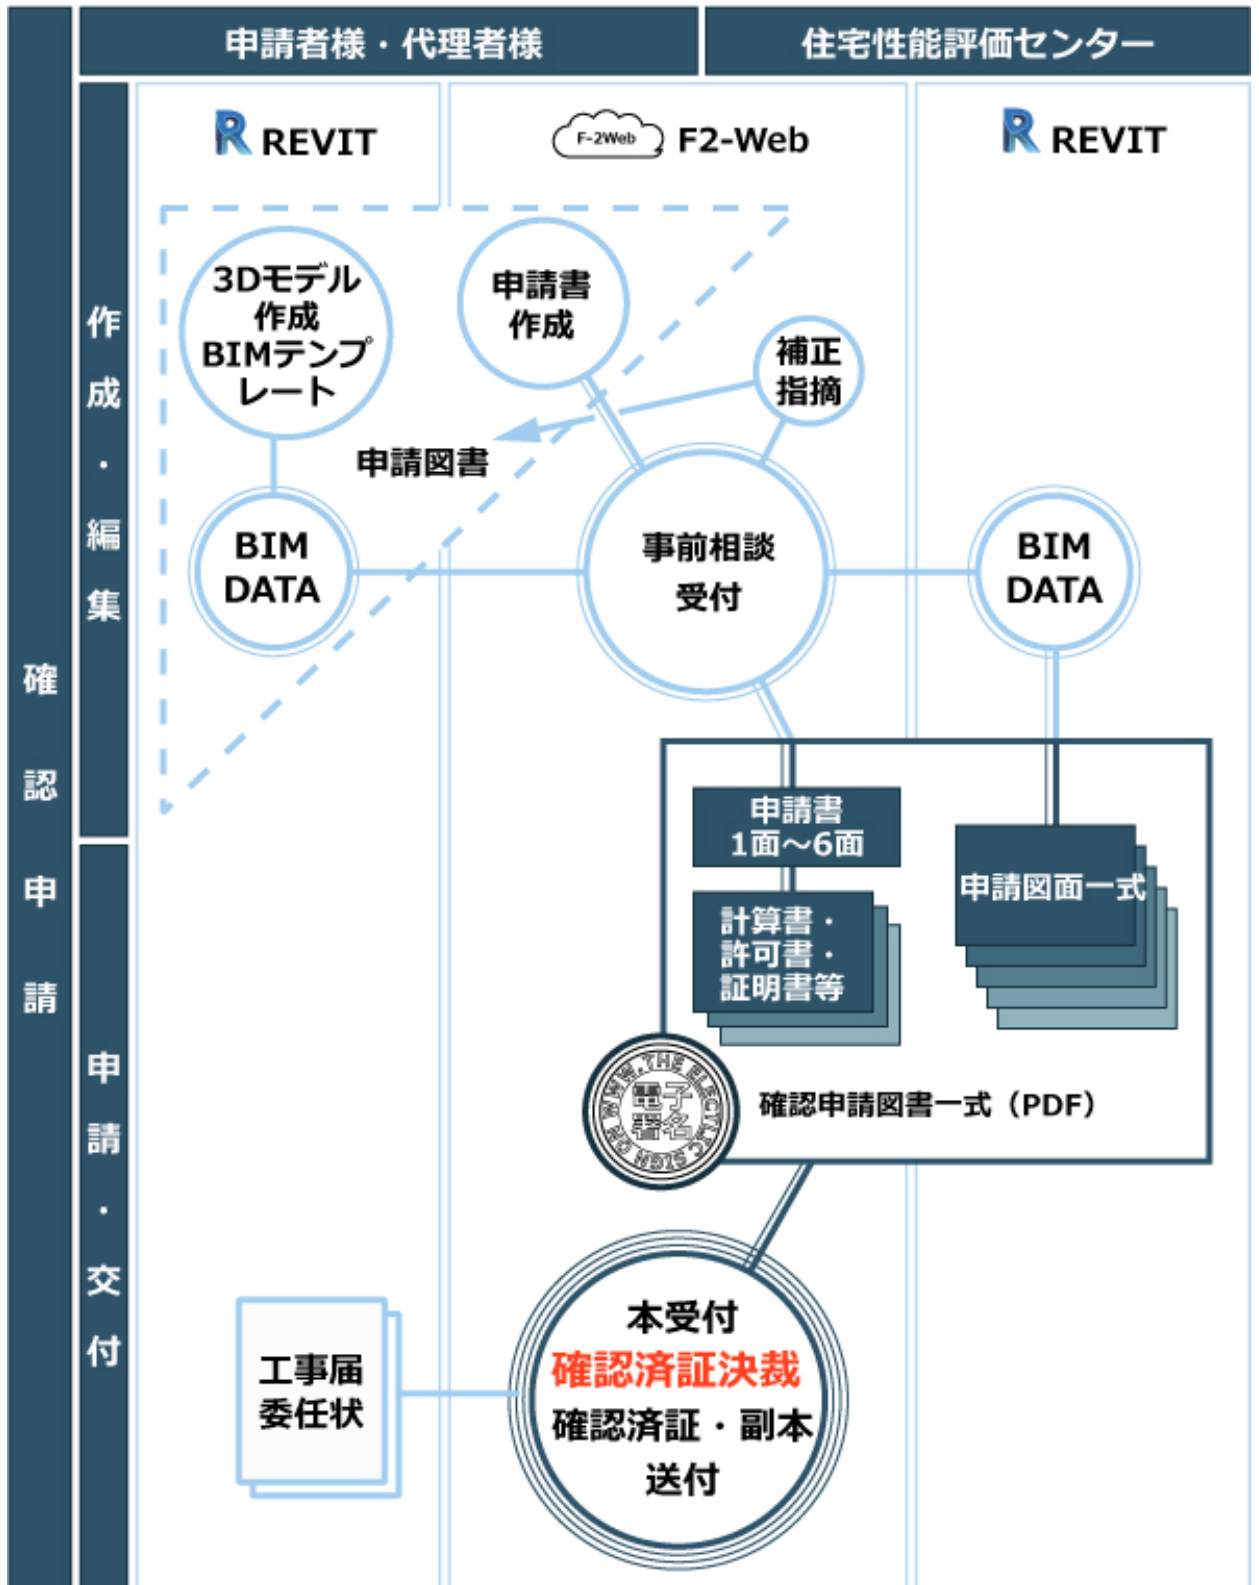 申請者様・代理者様
住宅性能評価センター
確認申請
作成・編集
申請・交付
REVIT
F-2Web
F2-Web
REVIT
3Dモデル
作成
BIMテンプ
レート
申請書
作成
補正
指摘
申請図書
BIM
DATA
事前相談
受付
BIM
DATA
申請書
1面～6面
計算書・
許可書・
証明書等
申請図面一式
電子
署名
WWW.THE ELECTLIC SIGN ON
確認申請図書一式（PDF）
工事届
委任状
本受付
確認済証決裁
確認済証・副本
送付